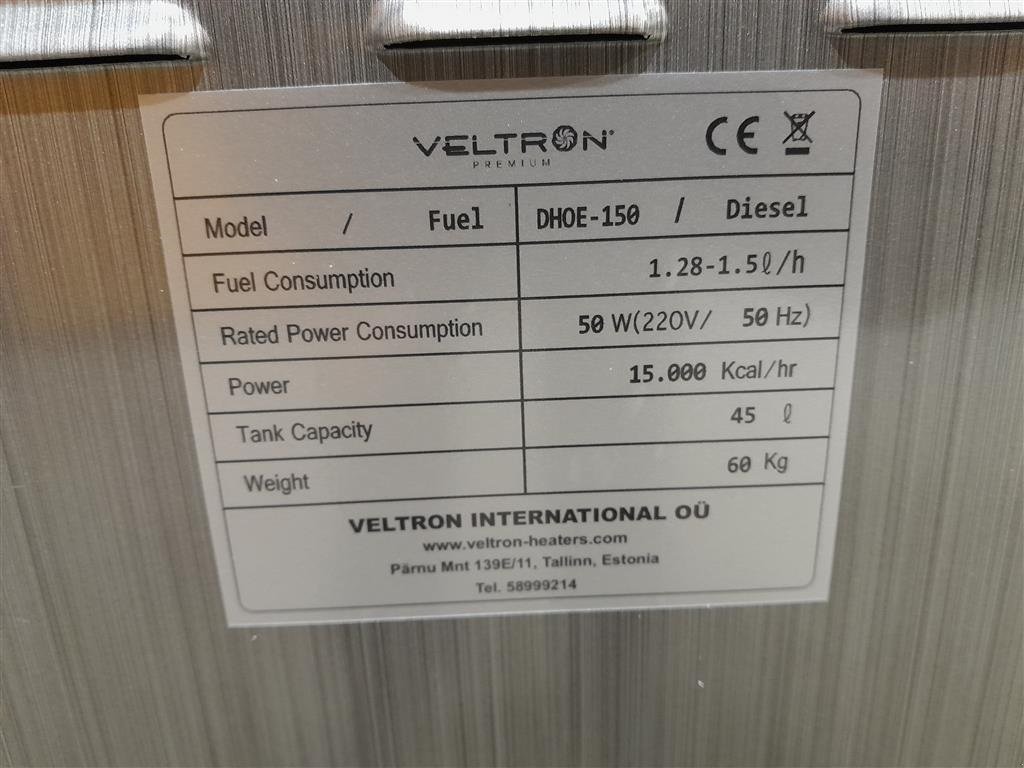 VELTRON®
PREMIUM
CE
Model / Fuel DHOE-150 / Diesel
Fuel Consumption 1.28-1.5ℓ/h
Rated Power Consumption 50 W(220V/ 50 Hz)
Power 15.000 Kcal/hr
Tank Capacity 45 ℓ
Weight 60 Kg
VELTRON INTERNATIONAL OÜ
www.veltron-heaters.com
Pärnu Mnt 139E/11, Tallinn, Estonia
Tel. 58999214